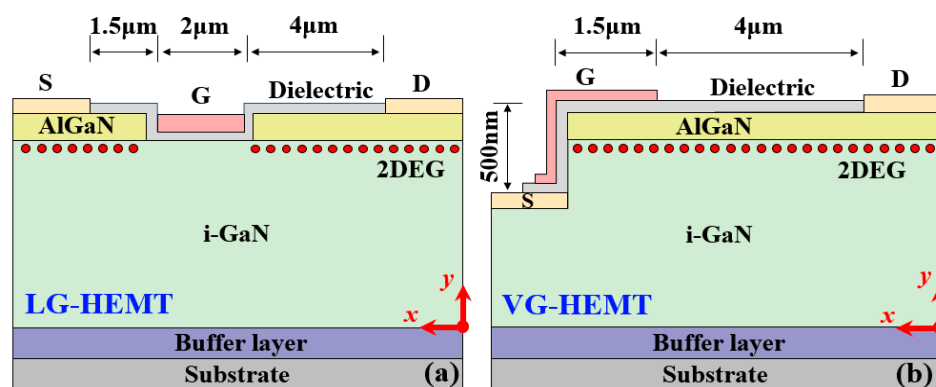 1.5μm 2μm 4μm
S G Dielectric D
AlGaN
2DEG
i-GaN
LG-HEMT
y
x
Buffer layer
Substrate (a)
1.5μm 4μm
G Dielectric D
500nm
AlGaN
2DEG
S
i-GaN
VG-HEMT
y
x
Buffer layer
Substrate (b)